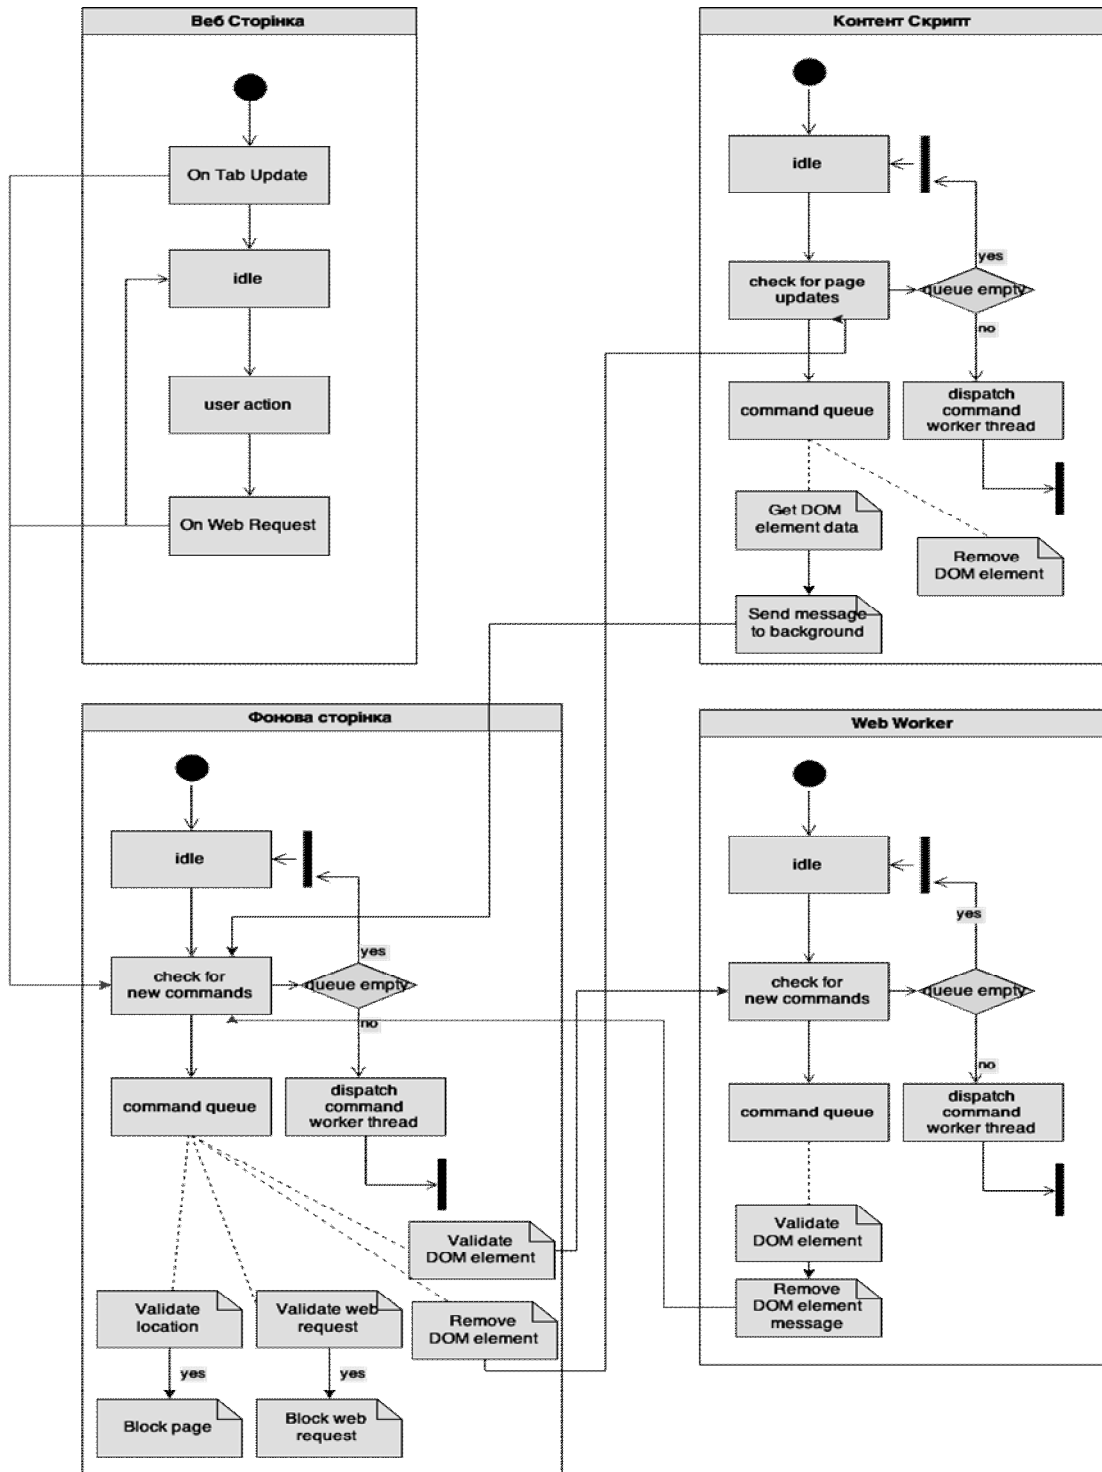 Веб Сторінка
On Tab Update
idle
user action
On Web Request
Контент Скрипт
idle
check for page
updates
queue empty
yes
no
command queue
dispatch
command
worker thread
Get DOM
element data
Remove
DOM element
Send message
to background
Фонова сторінка
idle
check for
new commands
queue empty
yes
no
command queue
dispatch
command
worker thread
Validate
DOM element
Validate
location
Validate web
request
Remove
DOM element
yes
yes
Block page
Block web
request
Web Worker
idle
check for
new commands
queue empty
yes
no
command queue
dispatch
command
worker thread
Validate
DOM element
Remove
DOM element
message